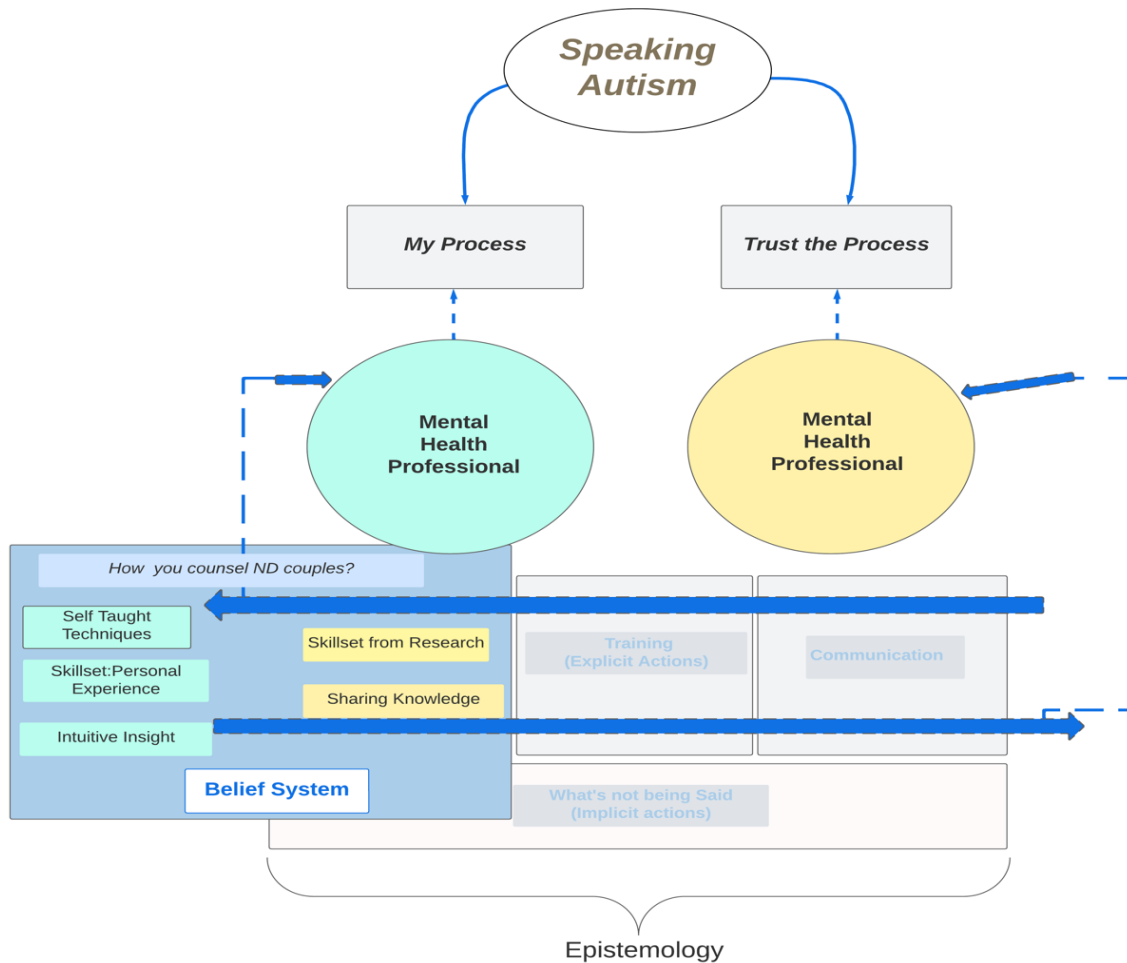 Speaking
Autism
My Process
Trust the Process
Mental
Health
Professional
Mental
Health
Professional
How  you counsel ND couples?
Self Taught
Techniques
Skillset from Research
Training
(Explicit Actions)
Communication
Skillset:Personal
Experience
Sharing Knowledge
Intuitive Insight
Belief System
What's not being Said
(Implicit actions)
Epistemology